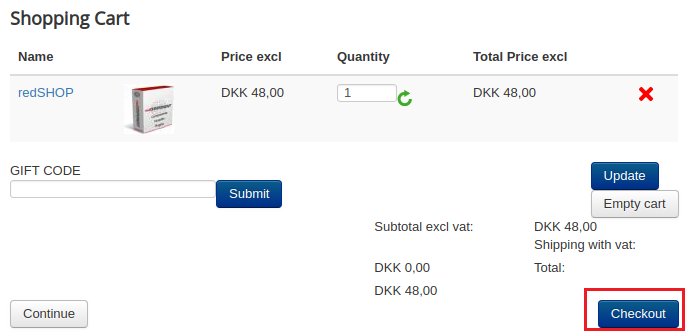 Shopping Cart
Name Price excl Quantity Total Price excl
redSHOP DKK 48,00 1 DKK 48,00
GIFT CODE
Update
Submit
Empty cart
Subtotal excl vat: DKK 48,00
Shipping with vat:
DKK 0,00 Total:
DKK 48,00
Continue Checkout